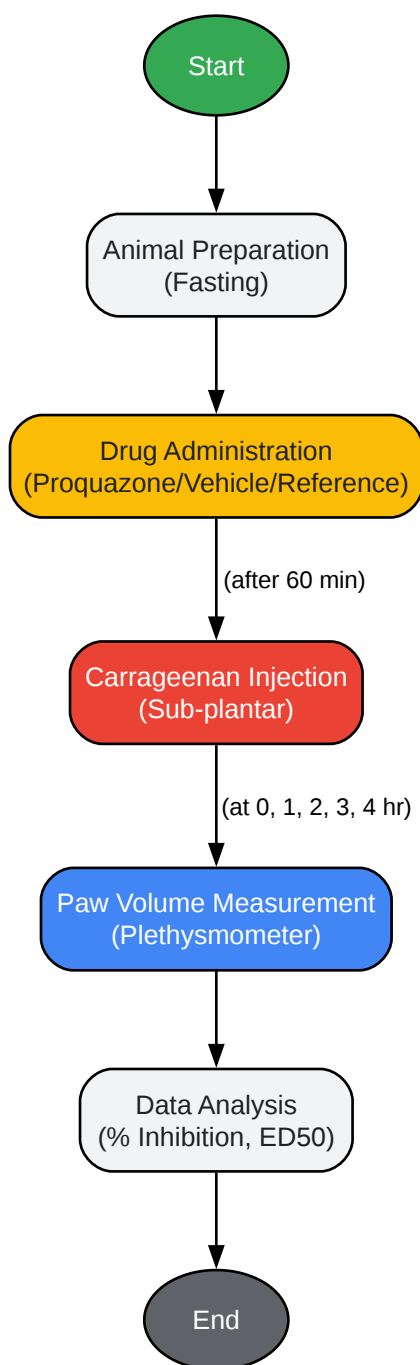 Start
Animal Preparation
(Fasting)
Drug Administration
(Proquazone/Vehicle/Reference)
(after 60 min)
Carrageenan Injection
(Sub-plantar)
(at 0, 1, 2, 3, 4 hr)
Paw Volume Measurement
(Plethysmometer)
Data Analysis
(% Inhibition, ED50)
End